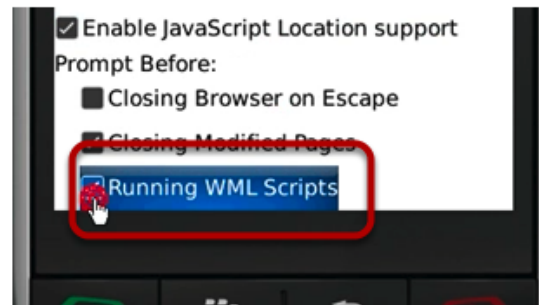 Enable JavaScript Location support
Prompt Before:
Closing Browser on Escape
Closing Modified Pages
Running WML Scripts